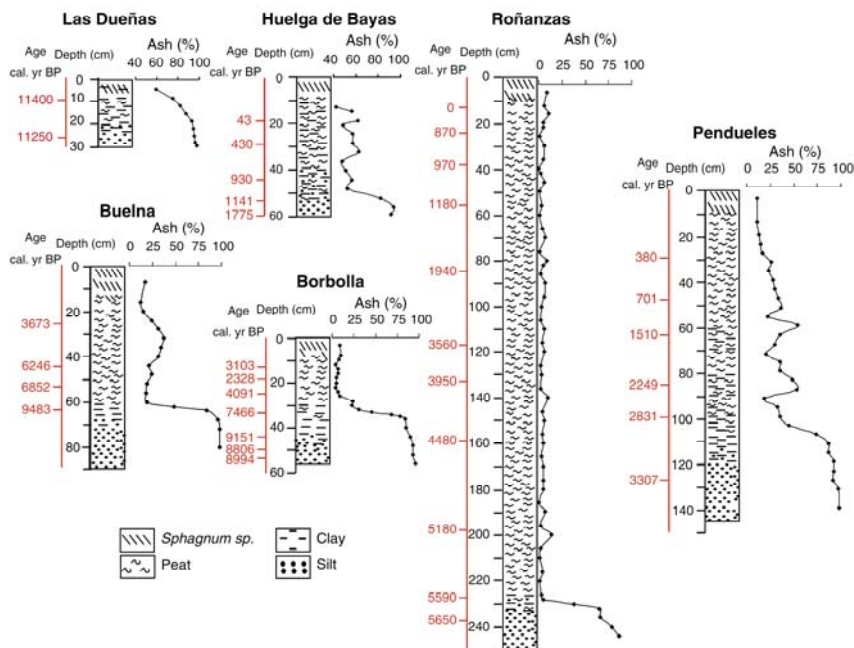 Las Dueñas
Age
cal. yr BP
Depth (cm)
Ash (%)
40 60 80 100
0
10
20
30
11400
11250
Huelga de Bayas
Age
cal. yr BP
Depth (cm)
Ash (%)
40 60 80 100
0
20
40
60
43
430
930
1141
1775
Roñanzas
Age
cal. yr BP
Depth (cm)
Ash (%)
0 25 50 75 100
0
20
40
60
80
100
120
140
160
180
200
220
240
0
870
970
1180
1940
3560
3950
4480
5180
5590
5650
Pendueles
Age
cal. yr BP
Depth (cm)
Ash (%)
0 25 50 75 100
0
20
40
60
80
100
120
140
380
701
1510
2249
2831
3307
Buelna
Age
cal. yr BP
Depth (cm)
Ash (%)
0 25 50 75 100
0
20
40
60
80
3673
6246
6852
9483
Borbolla
Age
cal. yr BP
Depth (cm)
Ash (%)
0 25 50 75 100
0
20
40
60
3103
2328
4091
7466
9151
8806
8994
Sphagnum sp.
Clay
Peat
Silt